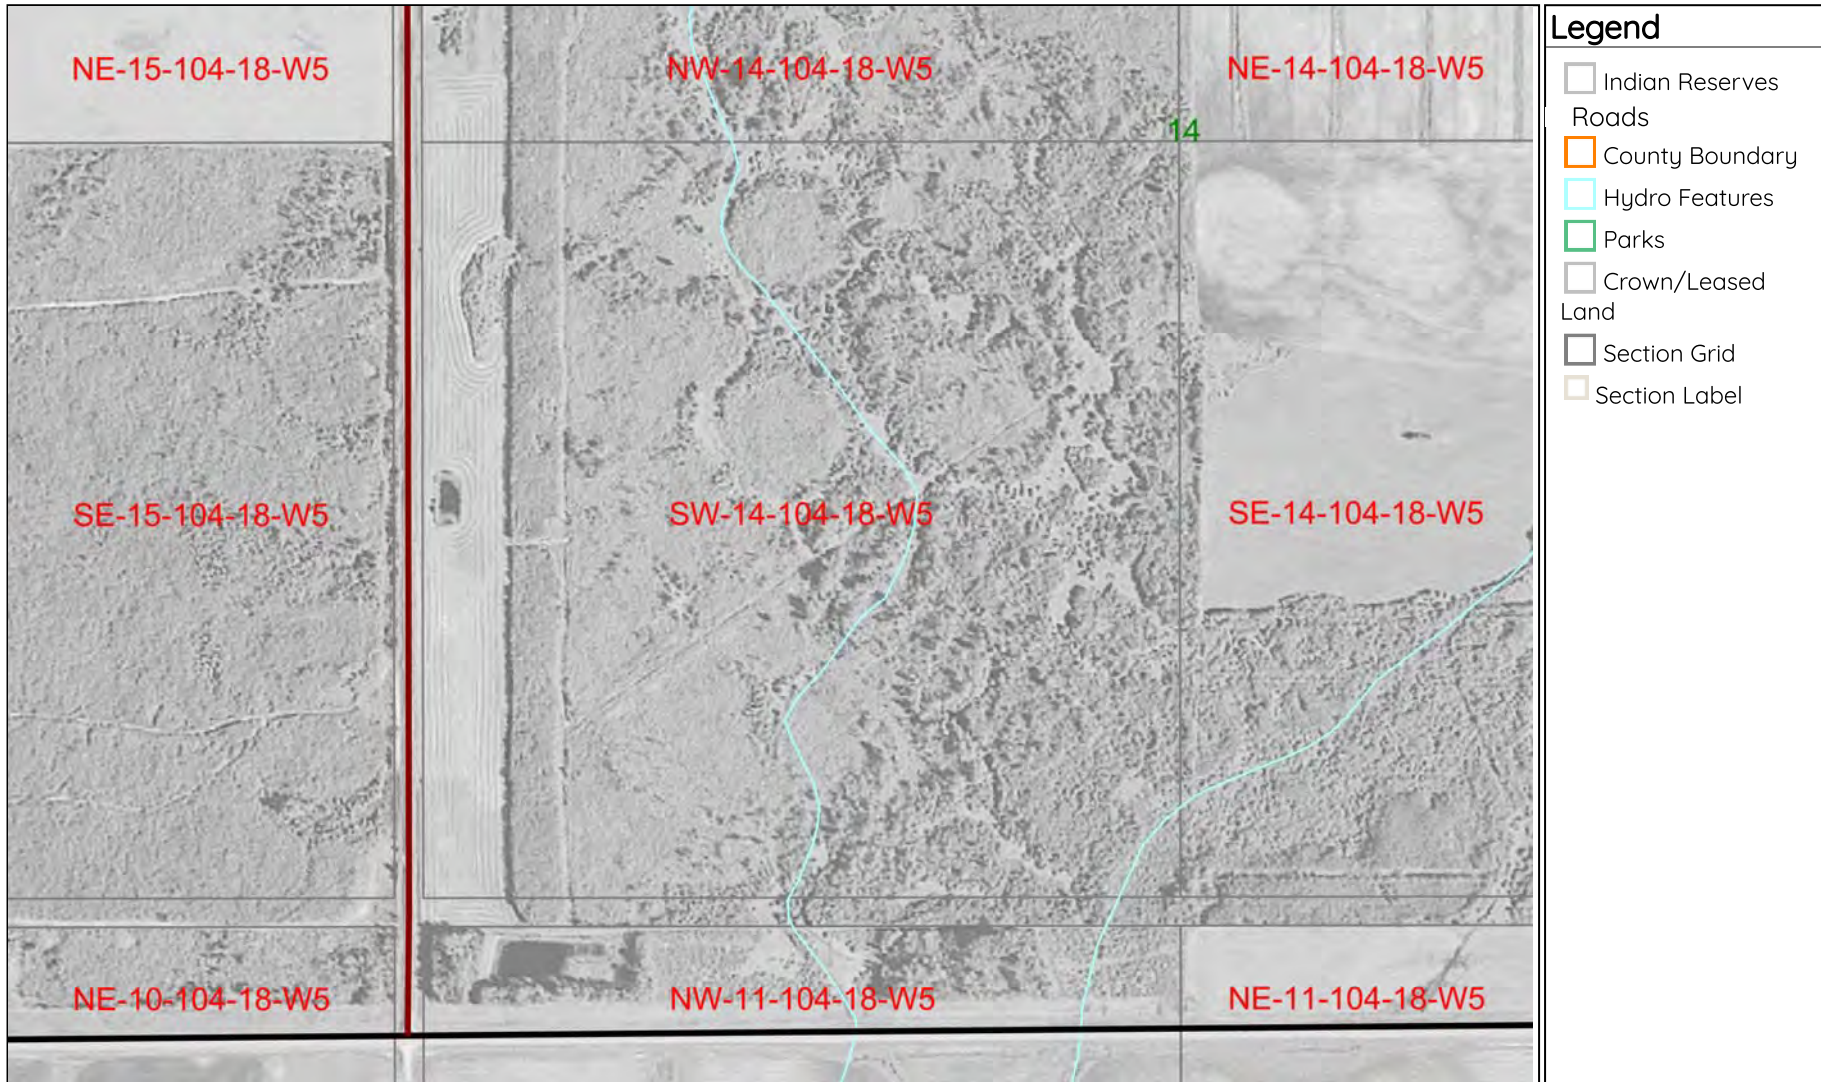 NE-15-104-18-W5
NW-14-104-18-W5
NE-14-104-18-W5
14
SE-15-104-18-W5
SW-14-104-18-W5
SE-14-104-18-W5
NE-10-104-18-W5
NW-11-104-18-W5
NE-11-104-18-W5
Legend
Indian Reserves
Roads
County Boundary
Hydro Features
Parks
Crown/Leased
Land
Section Grid
Section Label